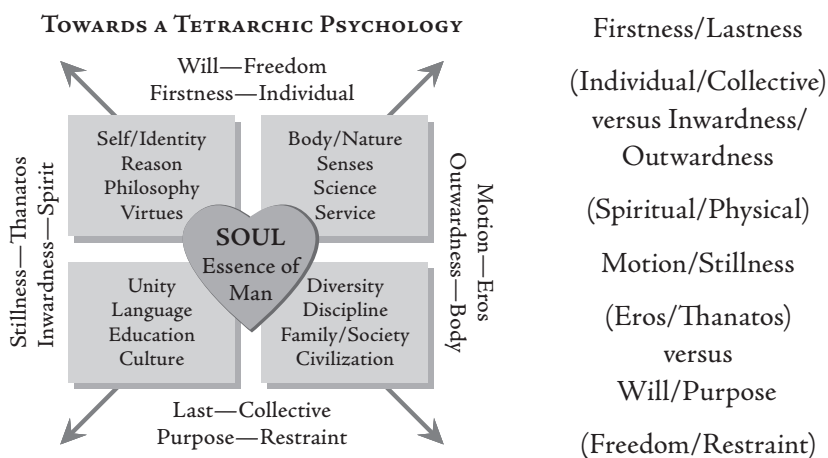 Towards a Tetrarchic Psychology
Will—Freedom
Firstness—Individual
Stillness—Thanatos
Inwardness—Spirit
Self/Identity
Reason
Philosophy
Virtues
Body/Nature
Senses
Science
Service
SOUL
Essence of
Man
Unity
Language
Education
Culture
Diversity
Discipline
Family/Society
Civilization
Motion—Eros
Outwardness—Body
Last—Collective
Purpose—Restraint
Firstness/Lastness
(Individual/Collective)
versus Inwardness/
Outwardness
(Spiritual/Physical)
Motion/Stillness
(Eros/Thanatos)
versus
Will/Purpose
(Freedom/Restraint)